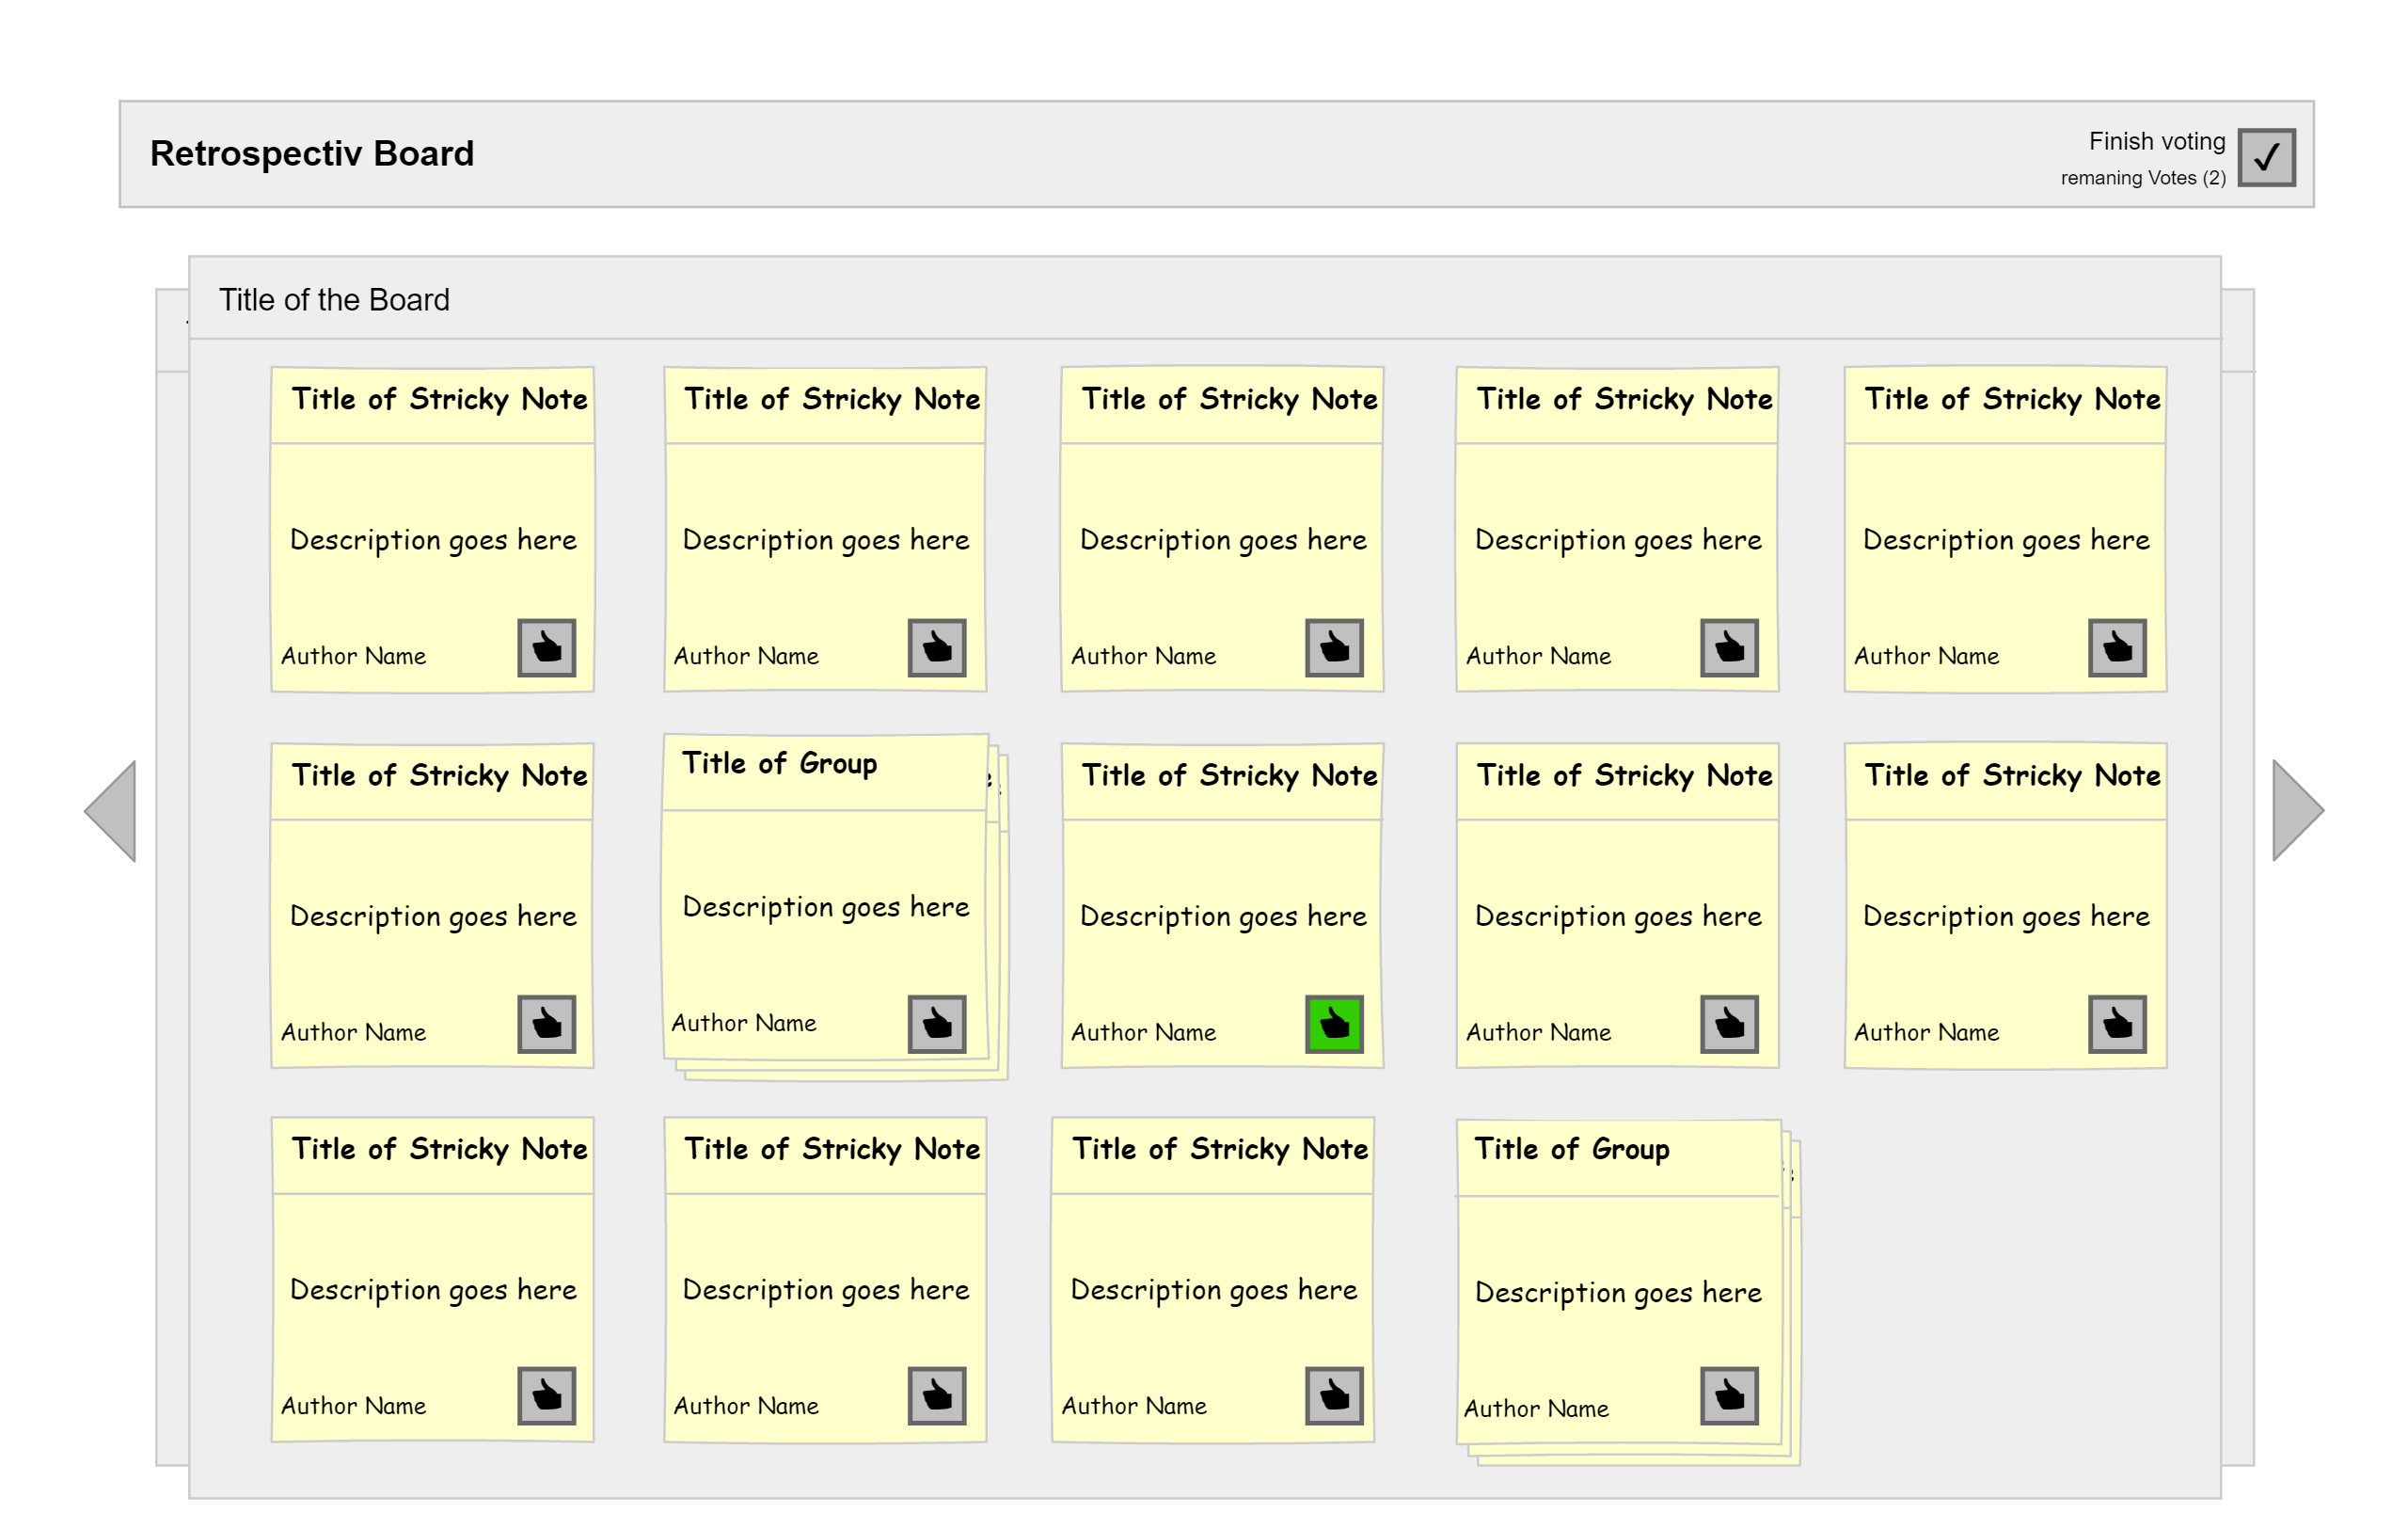 Retrospectiv Board
Finish voting
remaning Votes (2)
Title of the Board
Title of Stricky Note
Title of Stricky Note
Title of Stricky Note
Title of Stricky Note
Title of Stricky Note
Description goes here
Description goes here
Description goes here
Description goes here
Description goes here
Author Name
Author Name
Author Name
Author Name
Author Name
Title of Stricky Note
Title of Group
Title of Stricky Note
Title of Stricky Note
Title of Stricky Note
Description goes here
Description goes here
Description goes here
Description goes here
Description goes here
Author Name
Author Name
Author Name
Author Name
Author Name
Title of Stricky Note
Title of Stricky Note
Title of Stricky Note
Title of Group
Description goes here
Description goes here
Description goes here
Description goes here
Author Name
Author Name
Author Name
Author Name